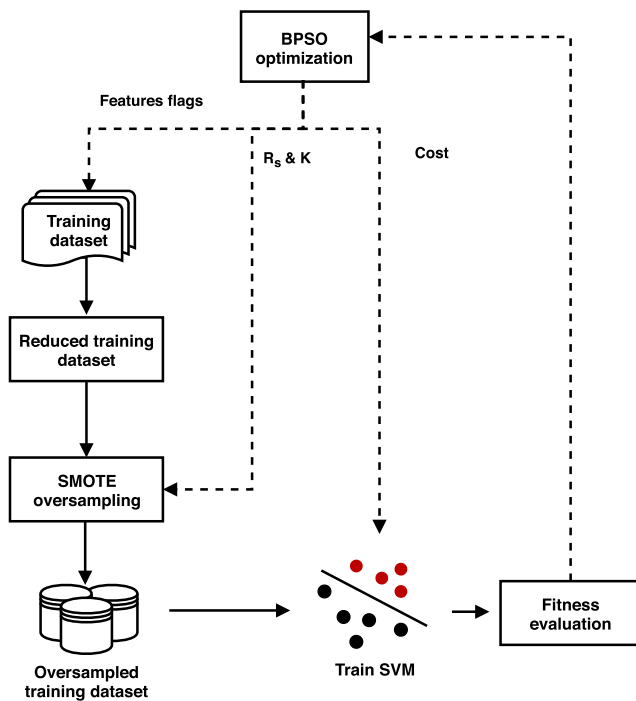 BPSO
optimization
Features flags
Rs & K
Cost
Training
dataset
Reduced training
dataset
SMOTE
oversampling
Oversampled
training dataset
Train SVM
Fitness
evaluation